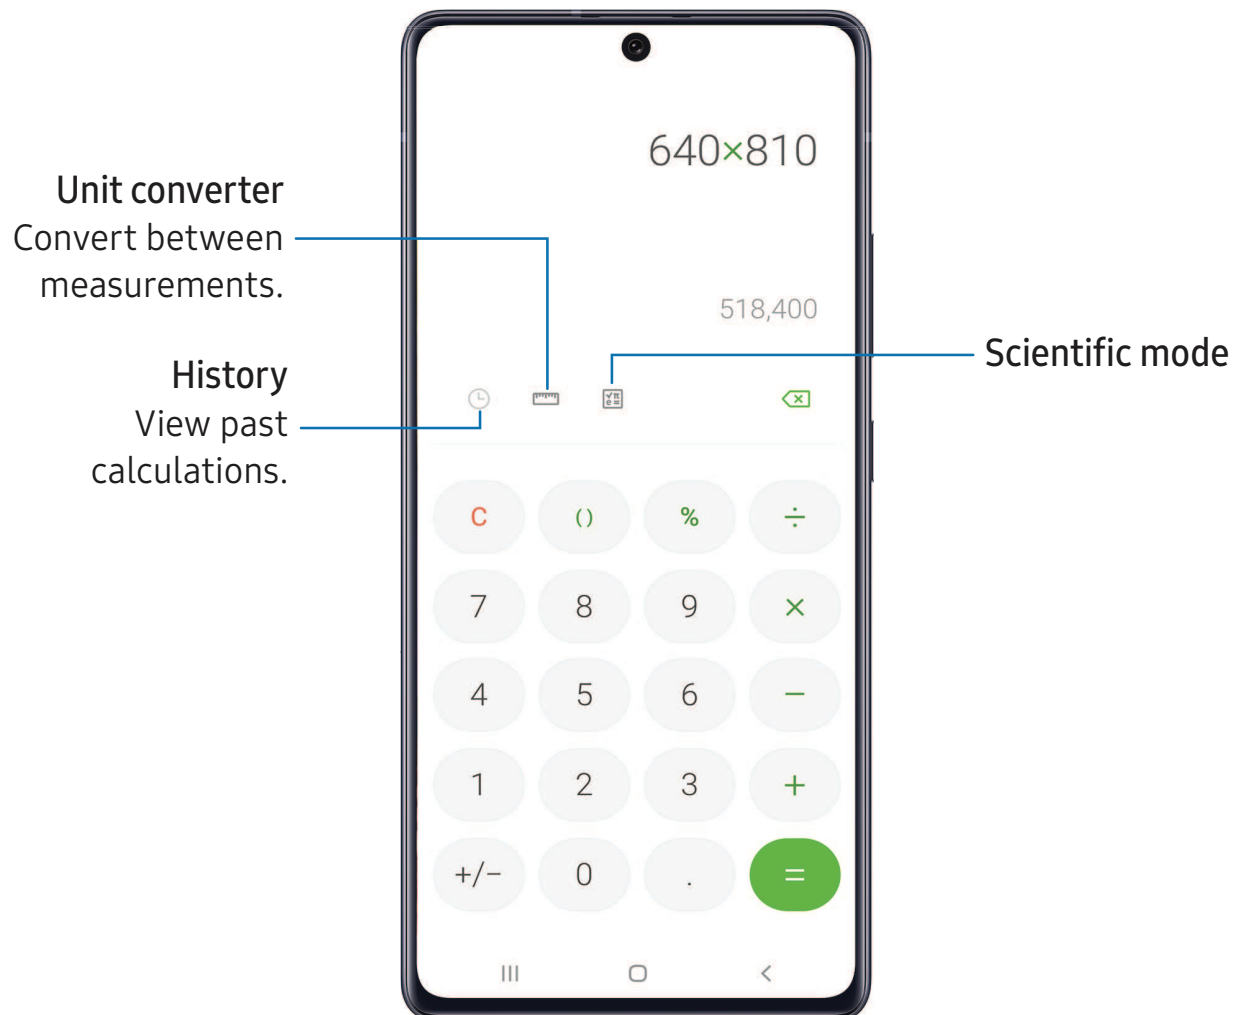 640×810
Unit converter
Convert between
measurements.
518,400
Scientific mode
History
View past
calculations.
√π
e=
C () % ÷
7 8 9 ×
4 5 6 −
1 2 3 +
+/− 0 . =